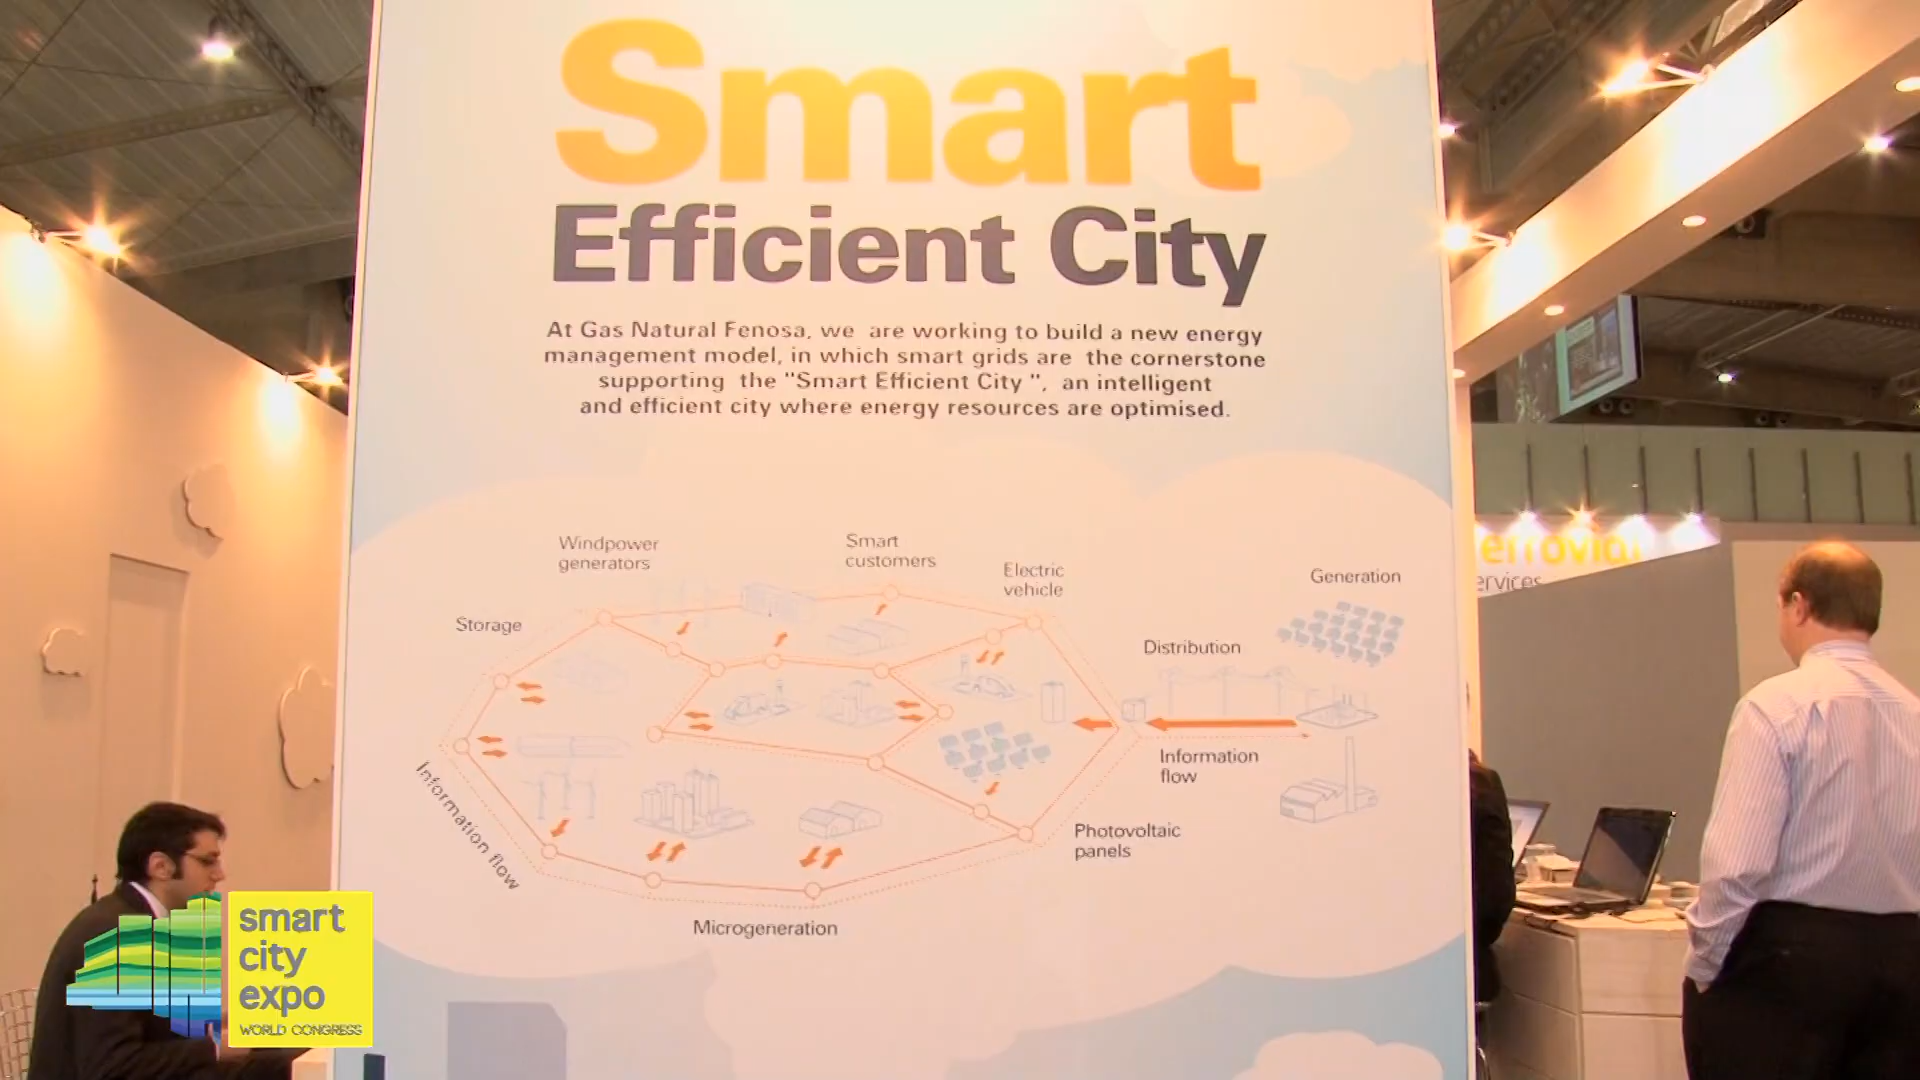 Smart
Efficient City
At Gas Natural Fenosa, we are working to build a new energy
management model, in which smart grids are the cornerstone
supporting the "Smart Efficient City ", an intelligent
and efficient city where energy resources are optimised.
Windpower
generators
Smart
customers
Electric
vehicle
Generation
Storage
Distribution
Information
flow
Information flow
Photovoltaic
panels
Microgeneration
erroviai
ervices
smart
city
expo
WORLD CONGRESS